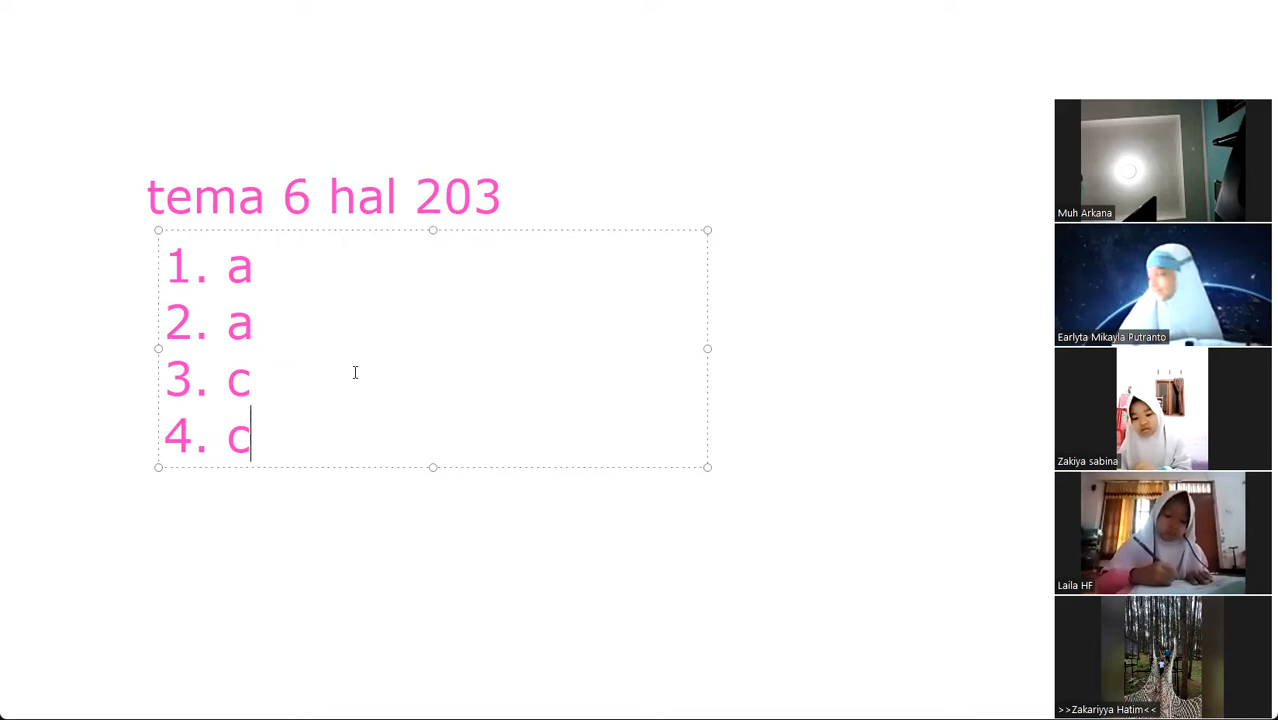 tema 6 hal 203
1. a
2. a
3. c
4. c
Muh Arkana
Earlyta Mikayla Putranto
Zakiya sabina
Laila HF
>>Zakariyya Hatim<<